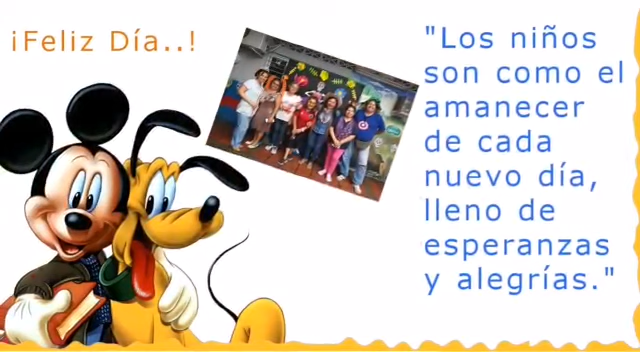 ¡Feliz Día..!
"Los niños
son como el
amanecer
de cada
nuevo día,
lleno de
esperanzas
y alegrías."